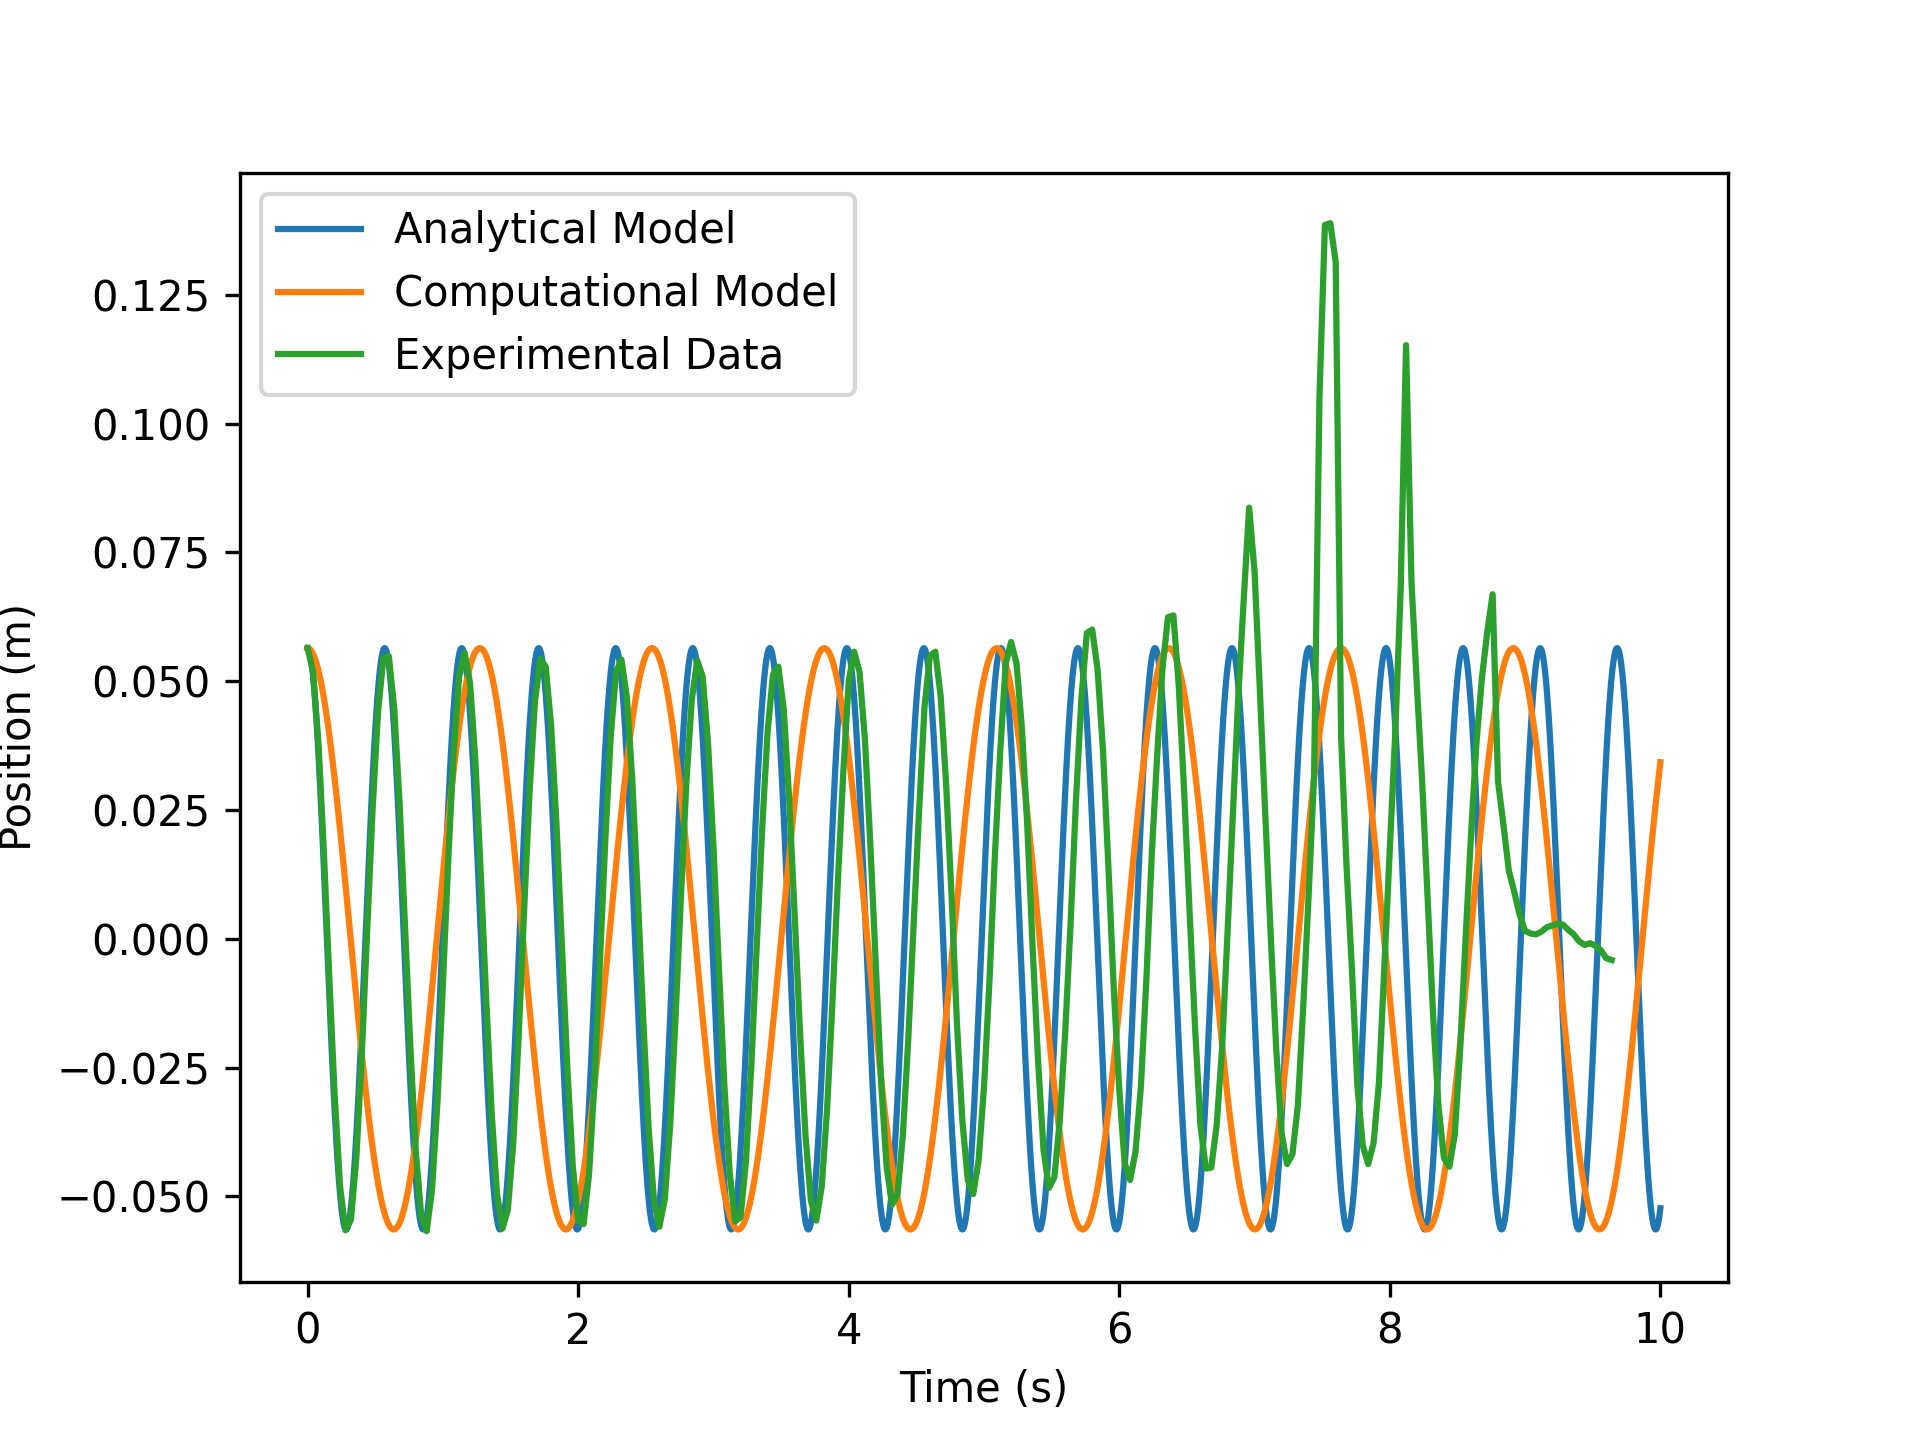 Analytical Model
Computational Model
Experimental Data
0.125
0.100
0.075
0.050
0.025
0.000
−0.025
−0.050
Position (m)
0 2 4 6 8 10
Time (s)